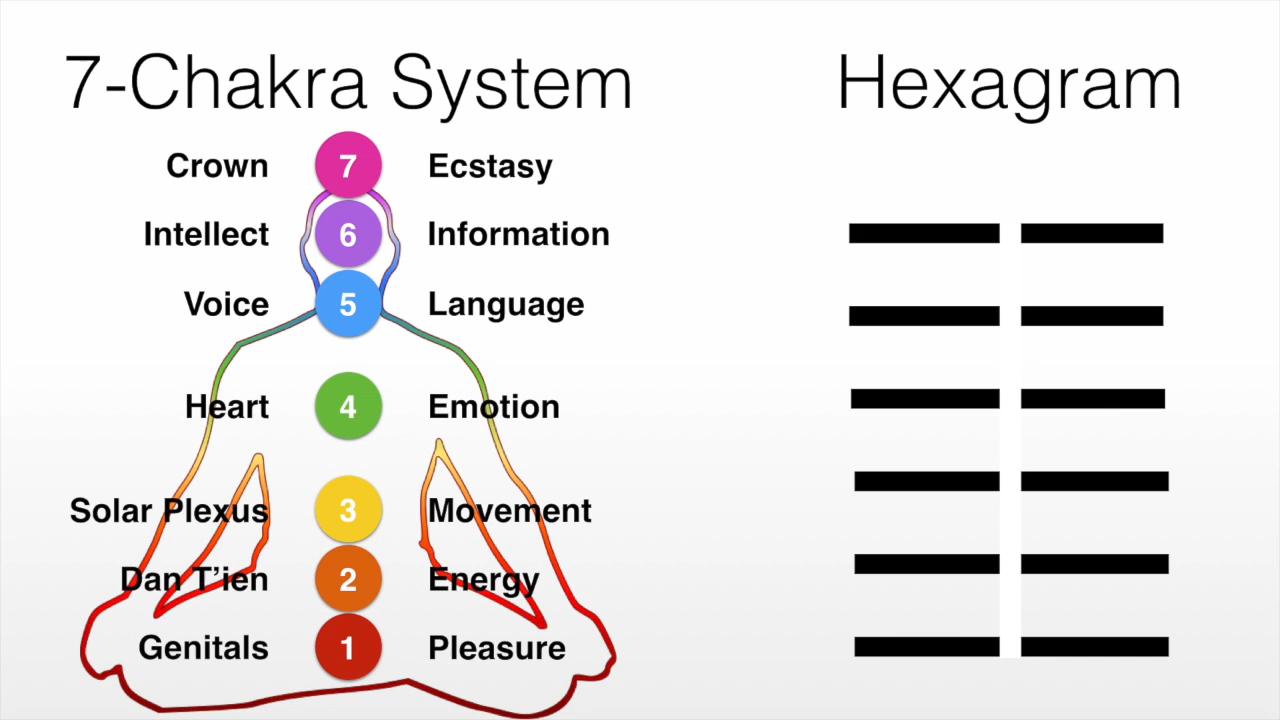 7-Chakra System
Hexagram
Crown 7 Ecstasy
Intellect 6 Information
Voice 5 Language
Heart 4 Emotion
Solar Plexus 3 Movement
Dan T’ien 2 Energy
Genitals 1 Pleasure